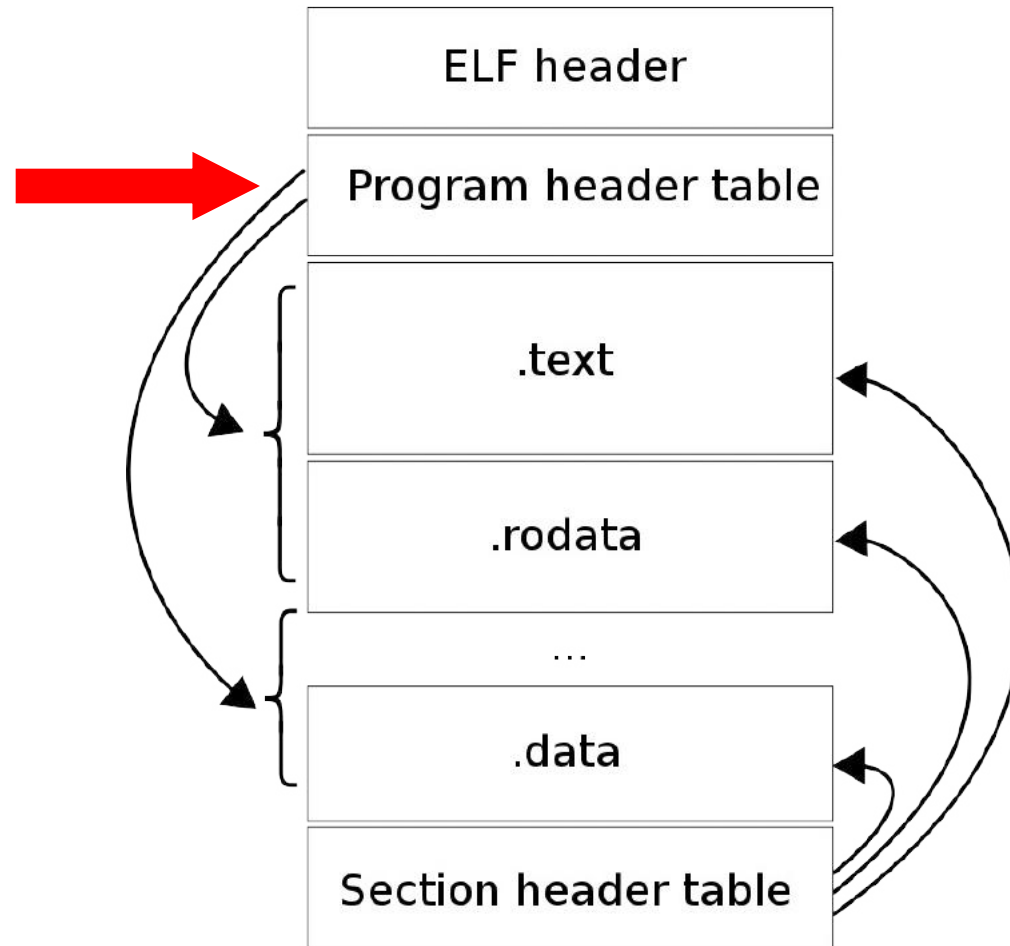 ELF header
Program header table
.text
.rodata
...
.data
Section header table